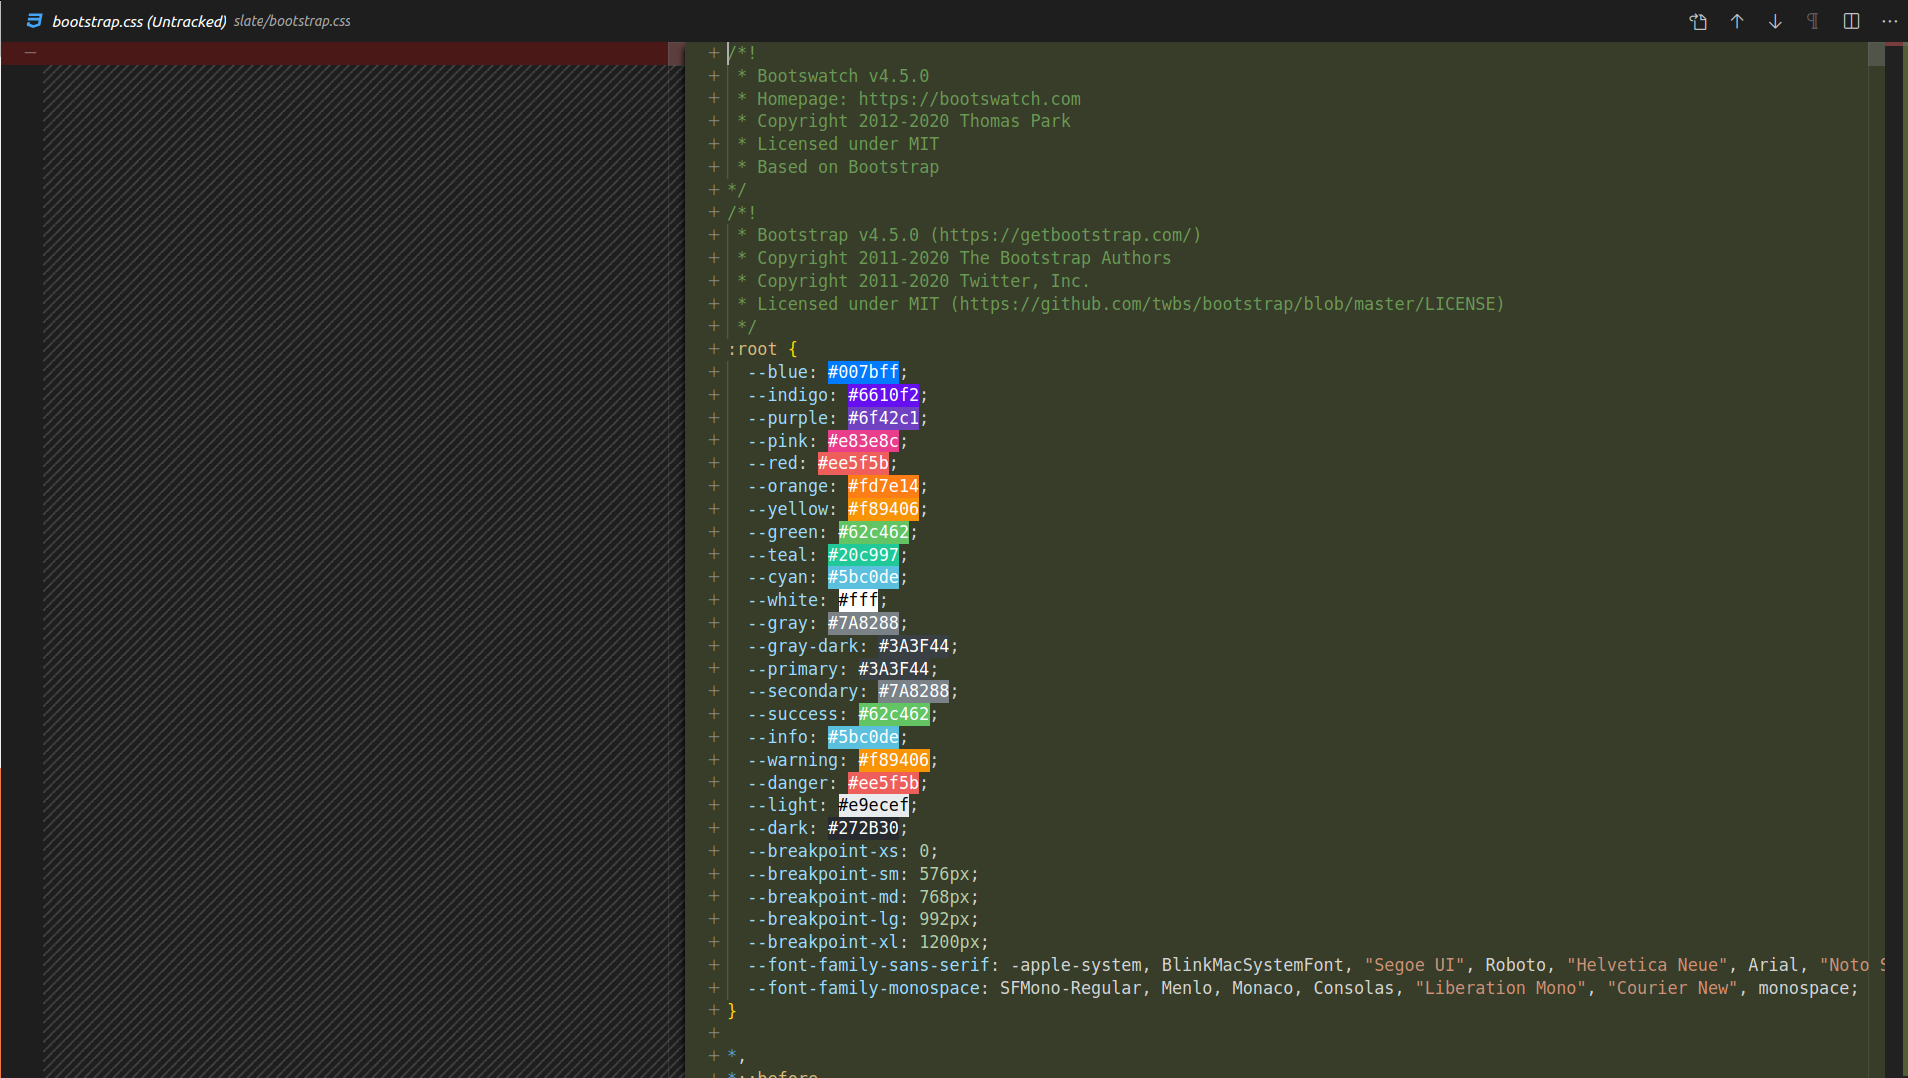 bootstrap.css (Untracked) slate/bootstrap.css
/*!
 * Bootswatch v4.5.0
 * Homepage: https://bootswatch.com
 * Copyright 2012-2020 Thomas Park
 * Licensed under MIT
 * Based on Bootstrap
*/
/*!
 * Bootstrap v4.5.0 (https://getbootstrap.com/)
 * Copyright 2011-2020 The Bootstrap Authors
 * Copyright 2011-2020 Twitter, Inc.
 * Licensed under MIT (https://github.com/twbs/bootstrap/blob/master/LICENSE)
 */
:root {
  --blue: #007bff;
  --indigo: #6610f2;
  --purple: #6f42c1;
  --pink: #e83e8c;
  --red: #ee5f5b;
  --orange: #fd7e14;
  --yellow: #f89406;
  --green: #62c462;
  --teal: #20c997;
  --cyan: #5bc0de;
  --white: #fff;
  --gray: #7A8288;
  --gray-dark: #3A3F44;
  --primary: #3A3F44;
  --secondary: #7A8288;
  --success: #62c462;
  --info: #5bc0de;
  --warning: #f89406;
  --danger: #ee5f5b;
  --light: #e9ecef;
  --dark: #272B30;
  --breakpoint-xs: 0;
  --breakpoint-sm: 576px;
  --breakpoint-md: 768px;
  --breakpoint-lg: 992px;
  --breakpoint-xl: 1200px;
  --font-family-sans-serif: -apple-system, BlinkMacSystemFont, "Segoe UI", Roboto, "Helvetica Neue", Arial, "Noto S
  --font-family-monospace: SFMono-Regular, Menlo, Monaco, Consolas, "Liberation Mono", "Courier New", monospace;
}
*,
*::before